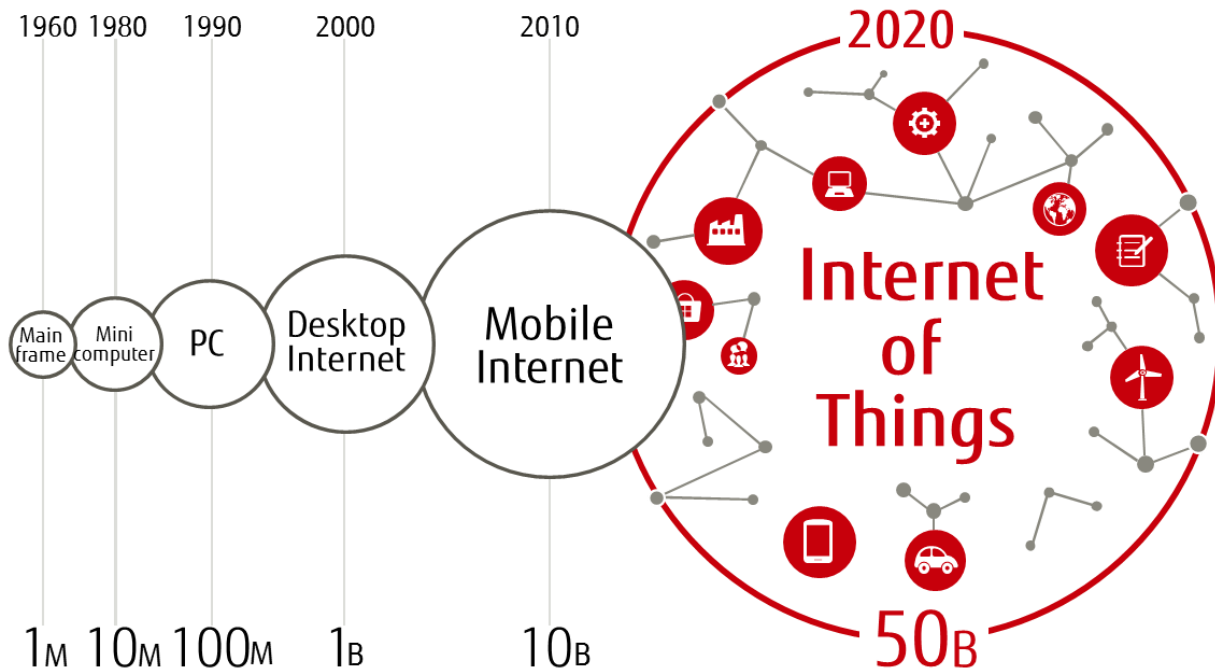 1960 1980 1990 2000 2010 2020
Main
frame
Mini
computer
PC
Desktop
Internet
Mobile
Internet
Internet
of
Things
1M 10M 100M 1B 10B 50B